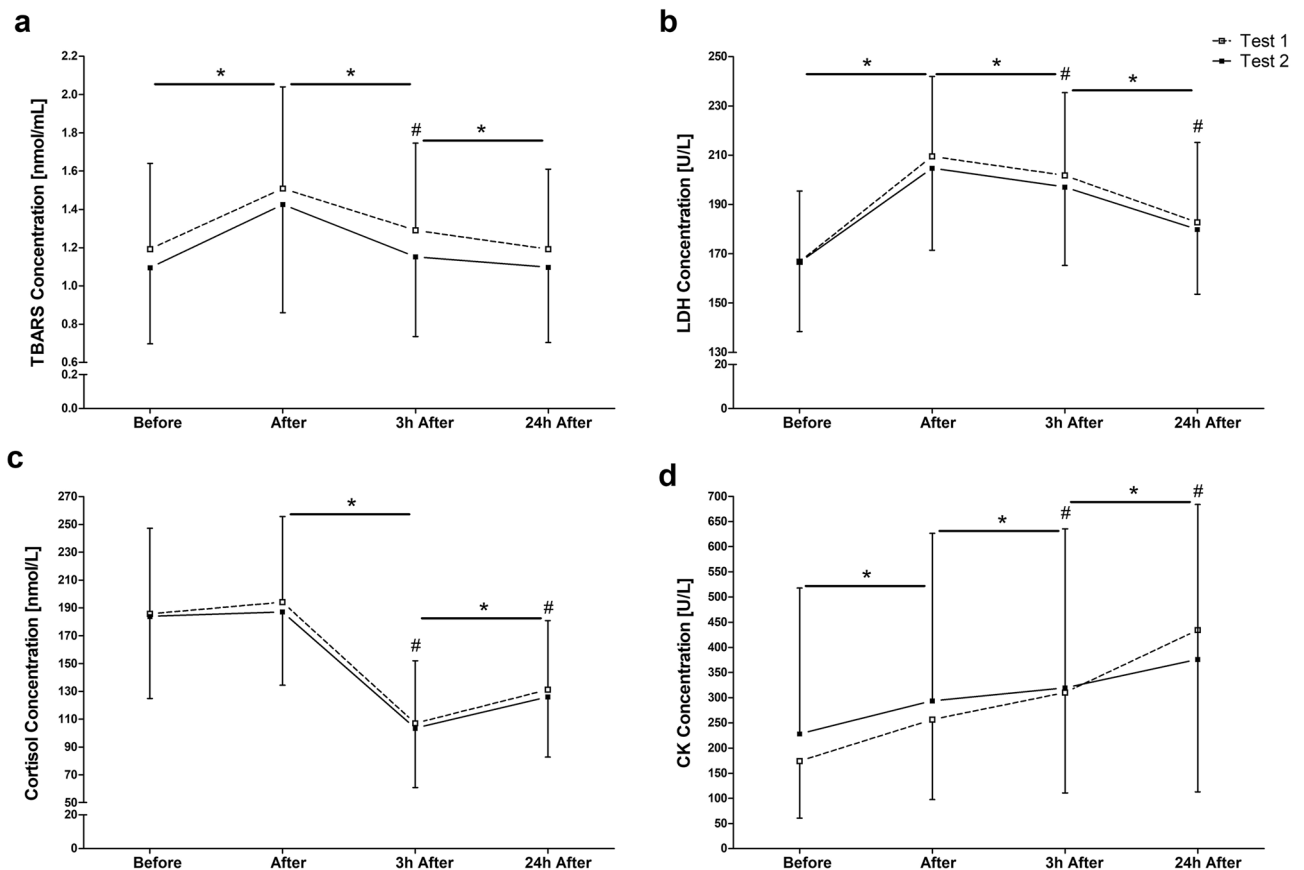 a
TBARS Concentration [nmol/mL]
2.2
2.0
1.8
1.6
1.4
1.2
1.0
0.8
0.6
0.2
0.0
*
*
#
*
Before
After
3h After
24h After
b
LDH Concentration [U/L]
250
230
210
190
170
150
130
20
0
*
*
#
*
#
Before
After
3h After
24h After
Test 1
Test 2
c
Cortisol Concentration [nmol/L]
270
250
230
210
190
170
150
130
110
90
70
50
20
0
*
#
*
#
Before
After
3h After
24h After
d
CK Concentration [U/L]
700
650
600
550
500
450
400
350
300
250
200
150
100
50
0
*
*
#
*
#
Before
After
3h After
24h After